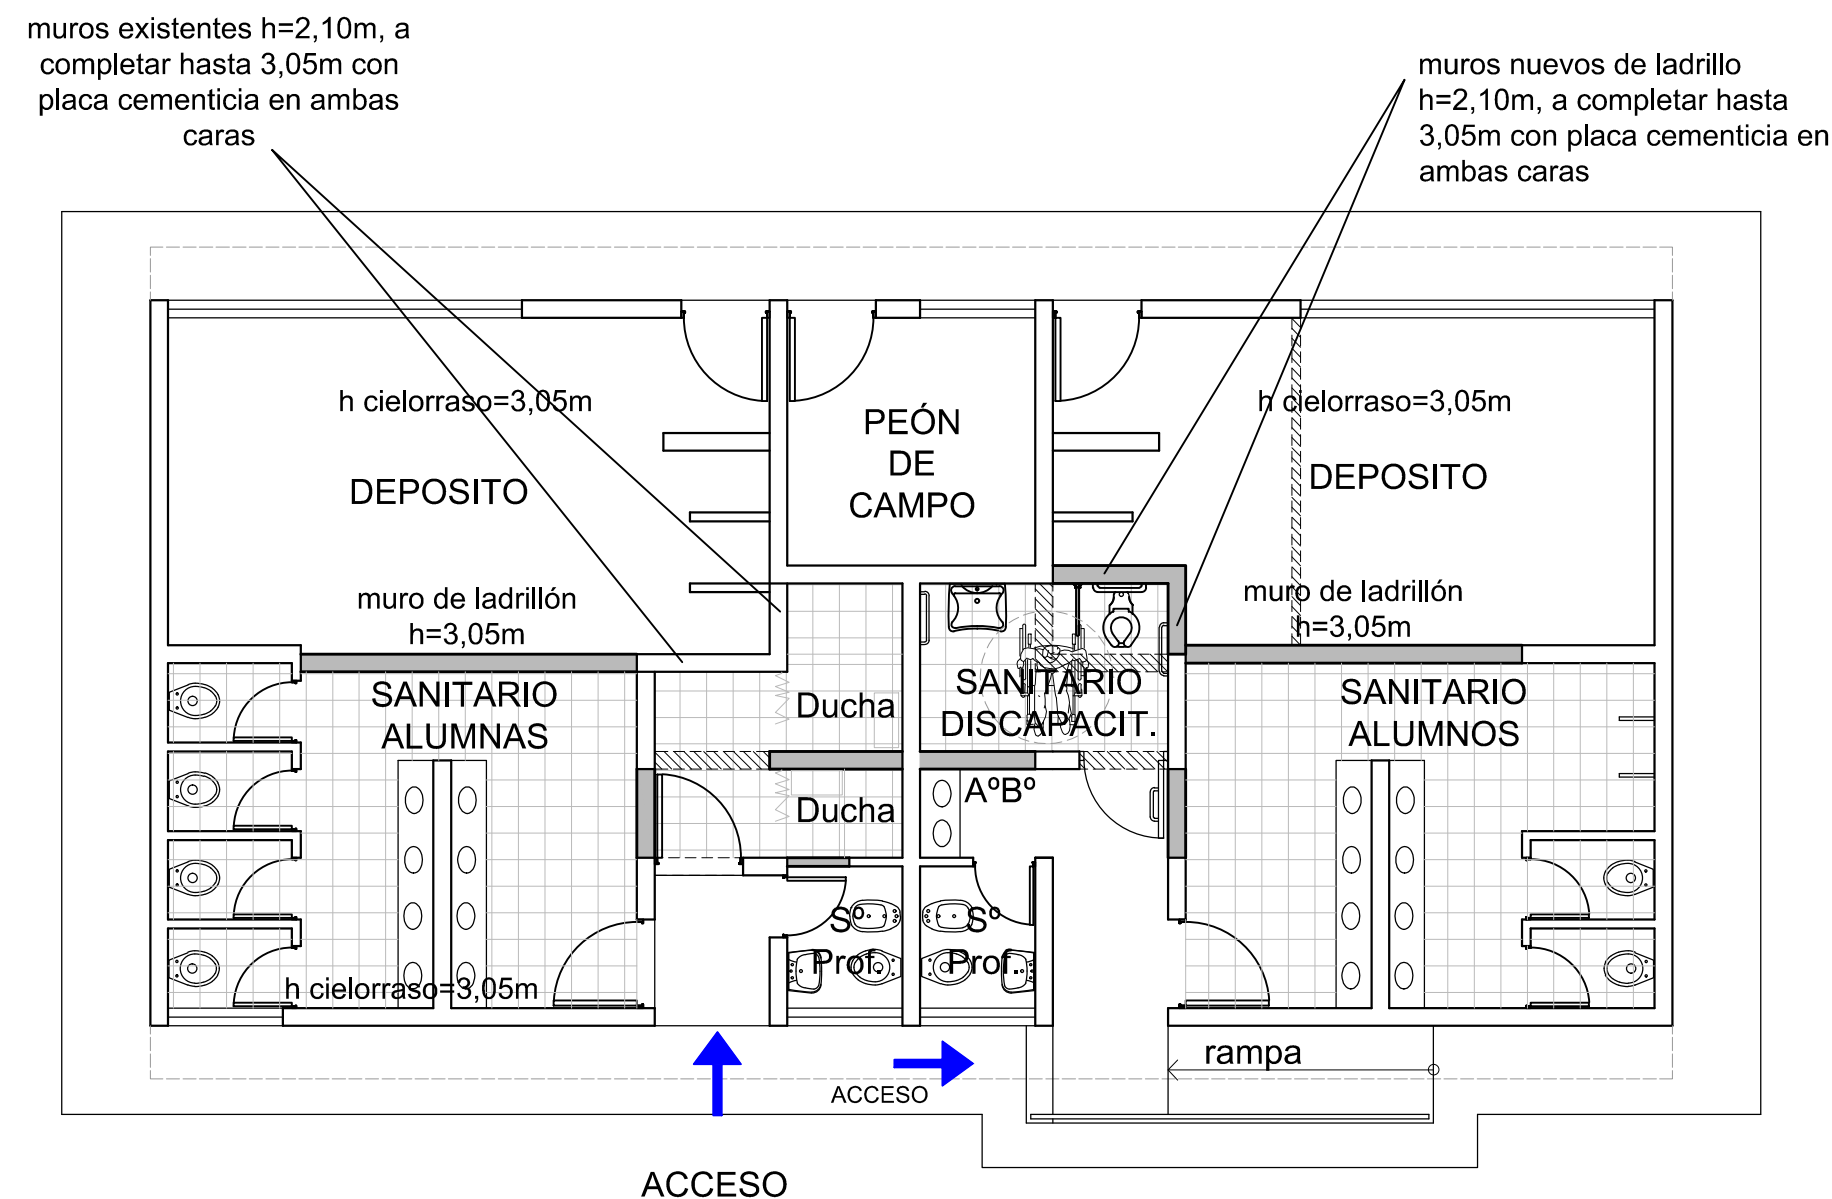 muros existentes h=2,10m, a
completar hasta 3,05m con
placa cementicia en ambas
caras
muros nuevos de ladrillo
h=2,10m, a completar hasta
3,05m con placa cementicia en
ambas caras
h cielorraso=3,05m
DEPOSITO
muro de ladrillón
h=3,05m
PEÓN
DE
CAMPO
h cielorraso=3,05m
DEPOSITO
muro de ladrillón
h=3,05m
SANITARIO
ALUMNAS
Ducha
Ducha
SANITARIO
DISCAPACIT.
AºBº
SANITARIO
ALUMNOS
Sº
Prof.
Sº
Prof.
h cielorraso=3,05m
rampa
ACCESO
ACCESO